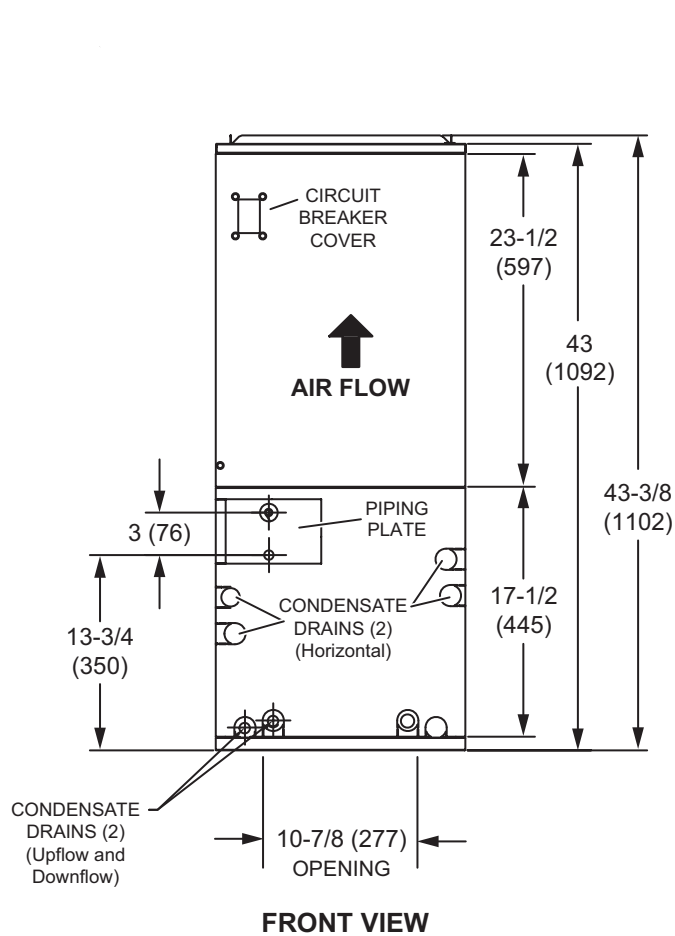 CIRCUIT
BREAKER
COVER
23-1/2
(597)
43
(1092)
AIR FLOW
43-3/8
(1102)
PIPING
PLATE
3 (76)
17-1/2
(445)
CONDENSATE
DRAINS (2)
(Horizontal)
13-3/4
(350)
CONDENSATE
DRAINS (2)
(Upflow and
Downflow)
10-7/8 (277)
OPENING
FRONT VIEW